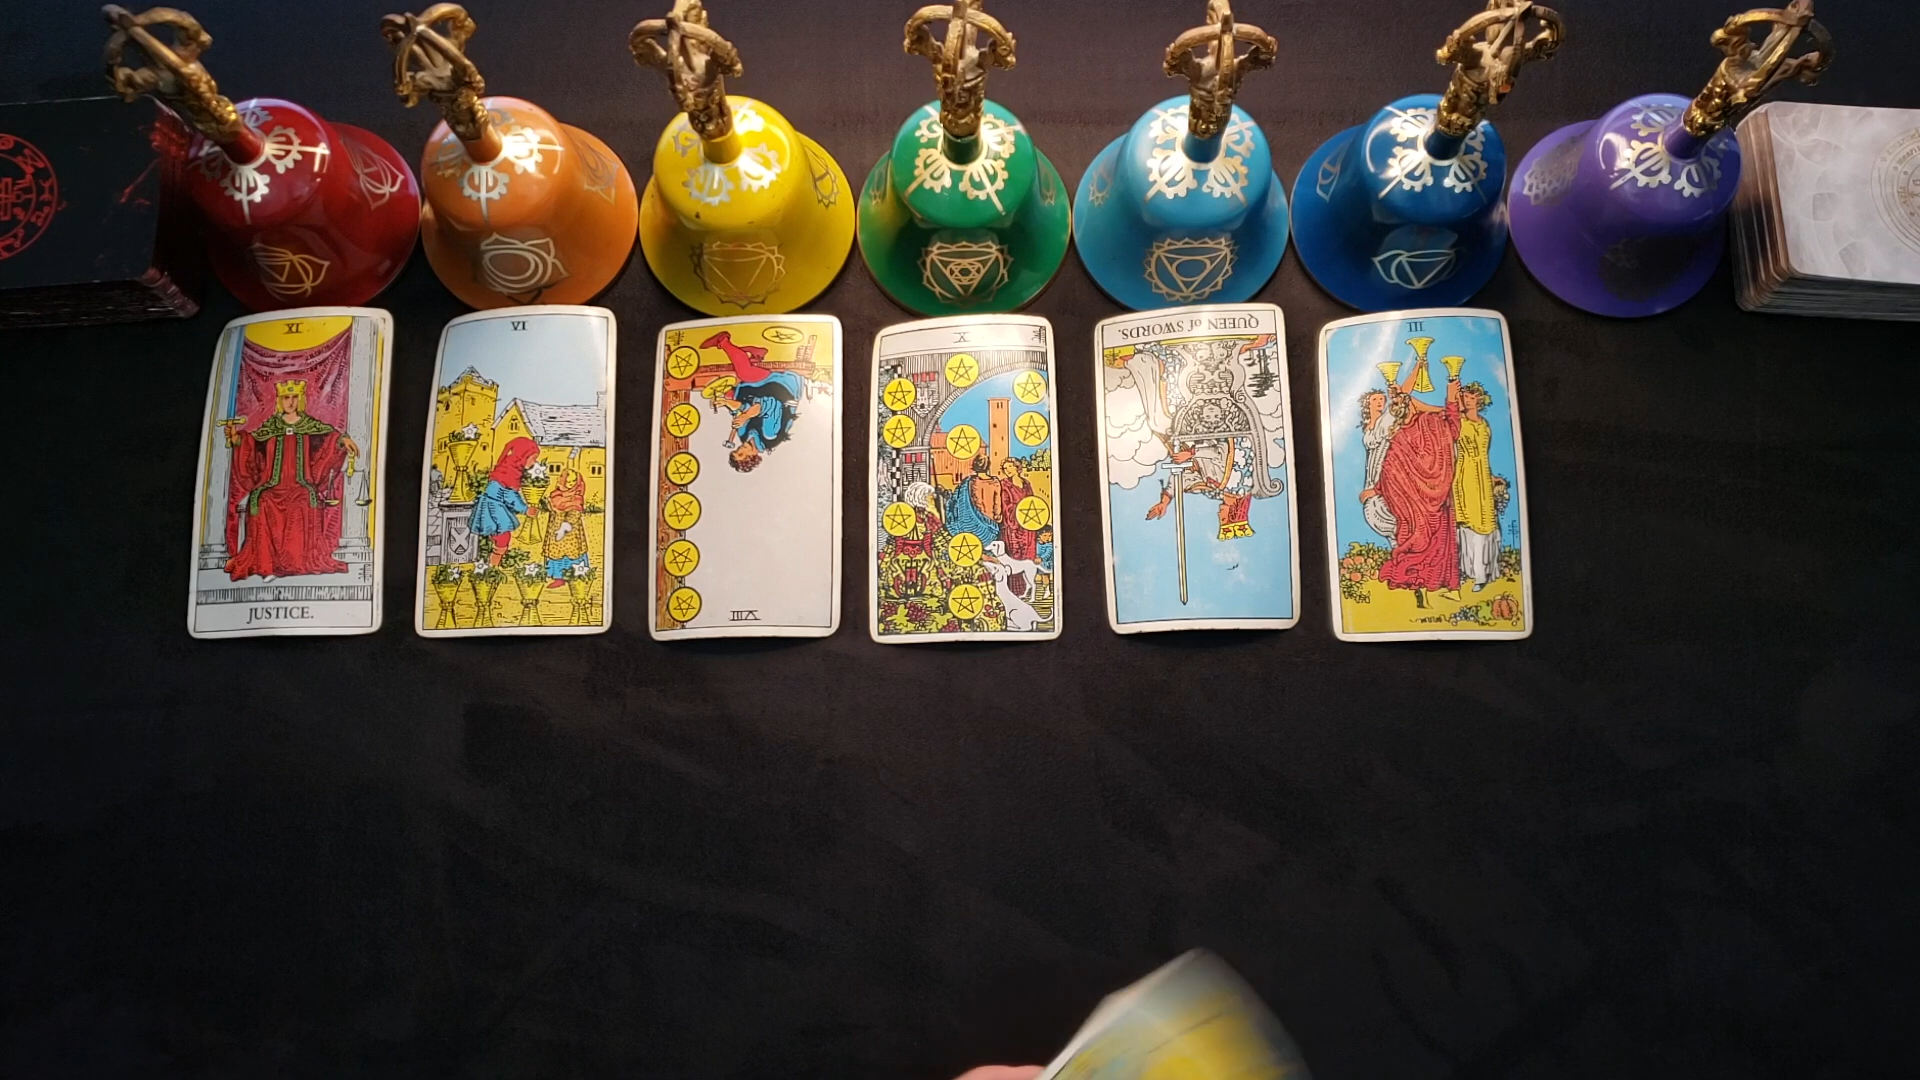 XI
JUSTICE.
VI
VIII
X
QUEEN of SWORDS.
III